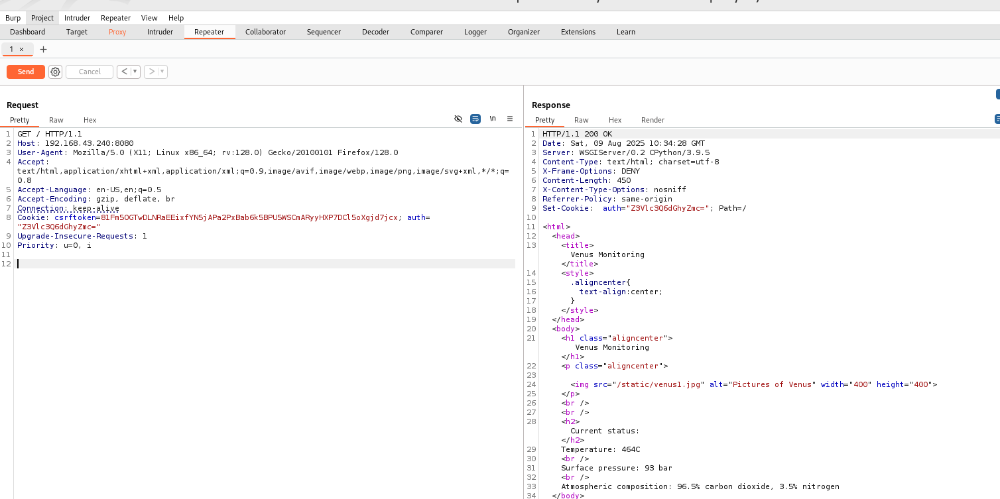 Burp Project Intruder Repeater View Help
Dashboard Target Proxy Intruder Repeater Collaborator Sequencer Decoder Comparer Logger Organizer Extensions Learn
1 × +
Send Cancel < >
Request
Pretty Raw Hex
\n
1 GET / HTTP/1.1
2 Host: 192.168.43.240:8080
3 User-Agent: Mozilla/5.0 (X11; Linux x86_64; rv:128.0) Gecko/20100101 Firefox/128.0
4 Accept:
text/html,application/xhtml+xml,application/xml;q=0.9,image/avif,image/webp,image/png,image/svg+xml,*/*;q=
0.8
5 Accept-Language: en-US,en;q=0.5
6 Accept-Encoding: gzip, deflate, br
7 Connection: keep-alive
8 Cookie: csrftoken=81Fm5OGTwDLNRaEEixfYN5jAPa2PxBab6k5BPU5WSCmARyyHXP7DCl5oXgjd7jcx; auth=
"Z3Vlc3Q6dGhyZmc="
9 Upgrade-Insecure-Requests: 1
10 Priority: u=0, i
11
12
Response
Pretty Raw Hex Render
1 HTTP/1.1 200 OK
2 Date: Sat, 09 Aug 2025 10:34:28 GMT
3 Server: WSGIServer/0.2 CPython/3.9.5
4 Content-Type: text/html; charset=utf-8
5 X-Frame-Options: DENY
6 Content-Length: 450
7 X-Content-Type-Options: nosniff
8 Referrer-Policy: same-origin
9 Set-Cookie:  auth="Z3Vlc3Q6dGhyZmc="; Path=/
10
11 <html>
12 <head>
13 <title>
Venus Monitoring
</title>
14 <style>
15 .aligncenter{
16 text-align:center;
17 }
18 </style>
19 </head>
20 <body>
21 <h1 class="aligncenter">
Venus Monitoring
</h1>
22 <p class="aligncenter">
23
24 <img src="/static/venus1.jpg" alt="Pictures of Venus" width="400" height="400">
25 </p>
26 <br />
27 <br />
28 <h2>
Current status:
</h2>
29 Temperature: 464C
30 <br />
31 Surface pressure: 93 bar
32 <br />
33 Atmospheric composition: 96.5% carbon dioxide, 3.5% nitrogen
34 </body>